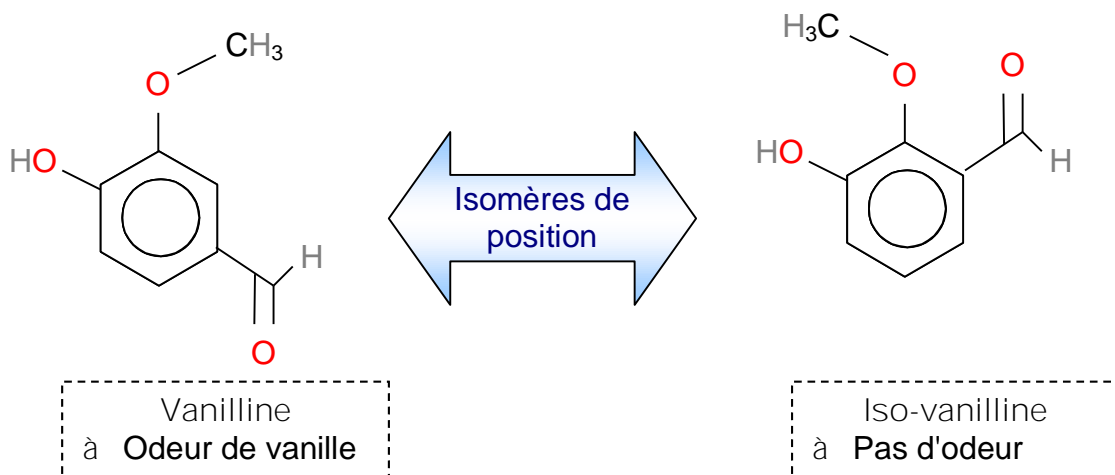 CH₃
O
HO
H
O
H₃C
O
O
HO
H
Isomères de
position
Vanilline
à Odeur de vanille
Iso-vanilline
à Pas d'odeur